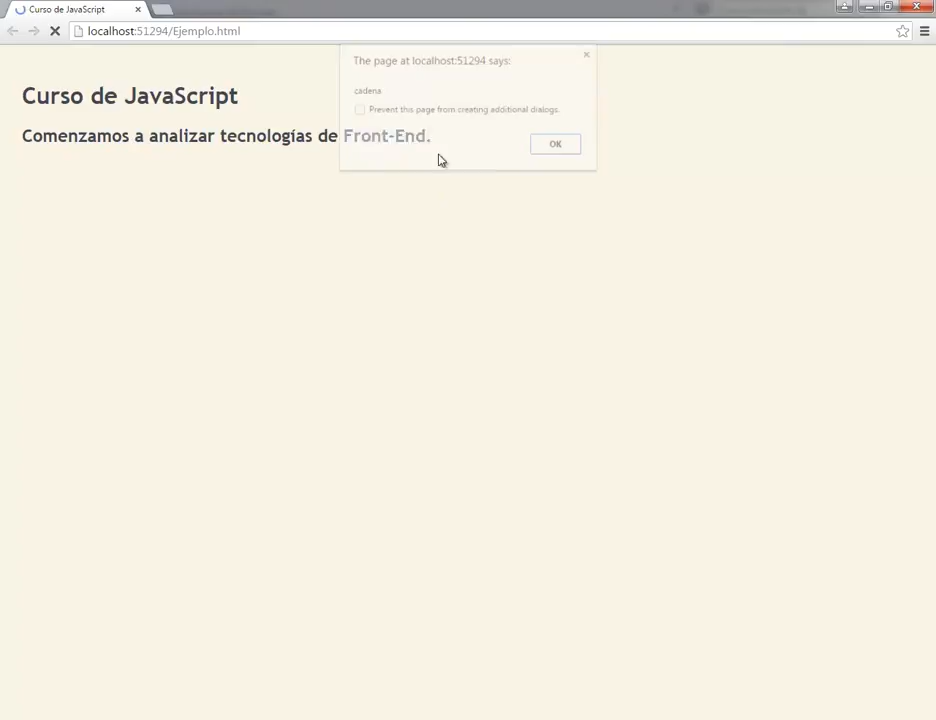 Curso de JavaScript
localhost:51294/Ejemplo.html
The page at localhost:51294 says:
cadena
Prevent this page from creating additional dialogs.
OK
Curso de JavaScript
Comenzamos a analizar tecnologías de Front-End.